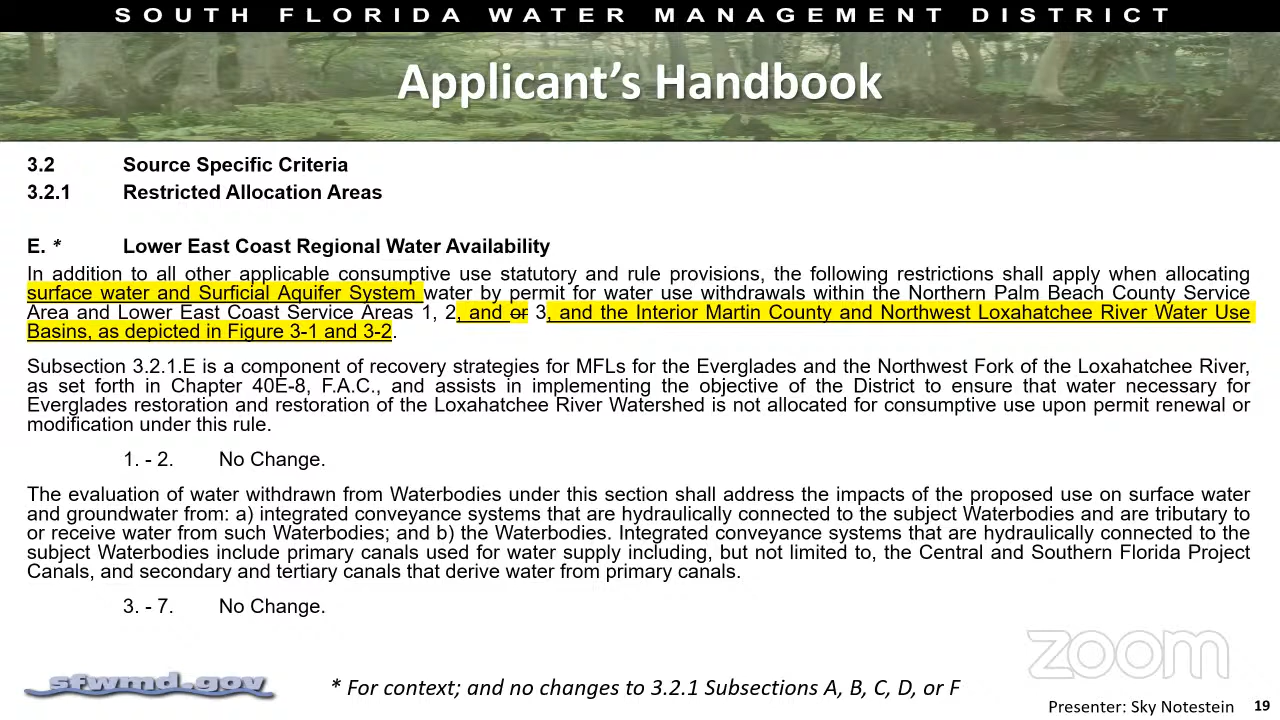 SOUTH FLORIDA WATER MANAGEMENT DISTRICT
Applicant's Handbook
3.2 Source Specific Criteria
3.2.1 Restricted Allocation Areas
E. * Lower East Coast Regional Water Availability
In addition to all other applicable consumptive use statutory and rule provisions, the following restrictions shall apply when allocating
surface water and Surficial Aquifer System water by permit for water use withdrawals within the Northern Palm Beach County Service
Area and Lower East Coast Service Areas 1, 2, and or 3, and the Interior Martin County and Northwest Loxahatchee River Water Use
Basins, as depicted in Figure 3-1 and 3-2.
Subsection 3.2.1.E is a component of recovery strategies for MFLs for the Everglades and the Northwest Fork of the Loxahatchee River,
as set forth in Chapter 40E-8, F.A.C., and assists in implementing the objective of the District to ensure that water necessary for
Everglades restoration and restoration of the Loxahatchee River Watershed is not allocated for consumptive use upon permit renewal or
modification under this rule.
1. - 2. No Change.
The evaluation of water withdrawn from Waterbodies under this section shall address the impacts of the proposed use on surface water
and groundwater from: a) integrated conveyance systems that are hydraulically connected to the subject Waterbodies and are tributary to
or receive water from such Waterbodies; and b) the Waterbodies. Integrated conveyance systems that are hydraulically connected to the
subject Waterbodies include primary canals used for water supply including, but not limited to, the Central and Southern Florida Project
Canals, and secondary and tertiary canals that derive water from primary canals.
3. - 7. No Change.
zoom
sfwmd.gov
* For context; and no changes to 3.2.1 Subsections A, B, C, D, or F
Presenter: Sky Notestein 19